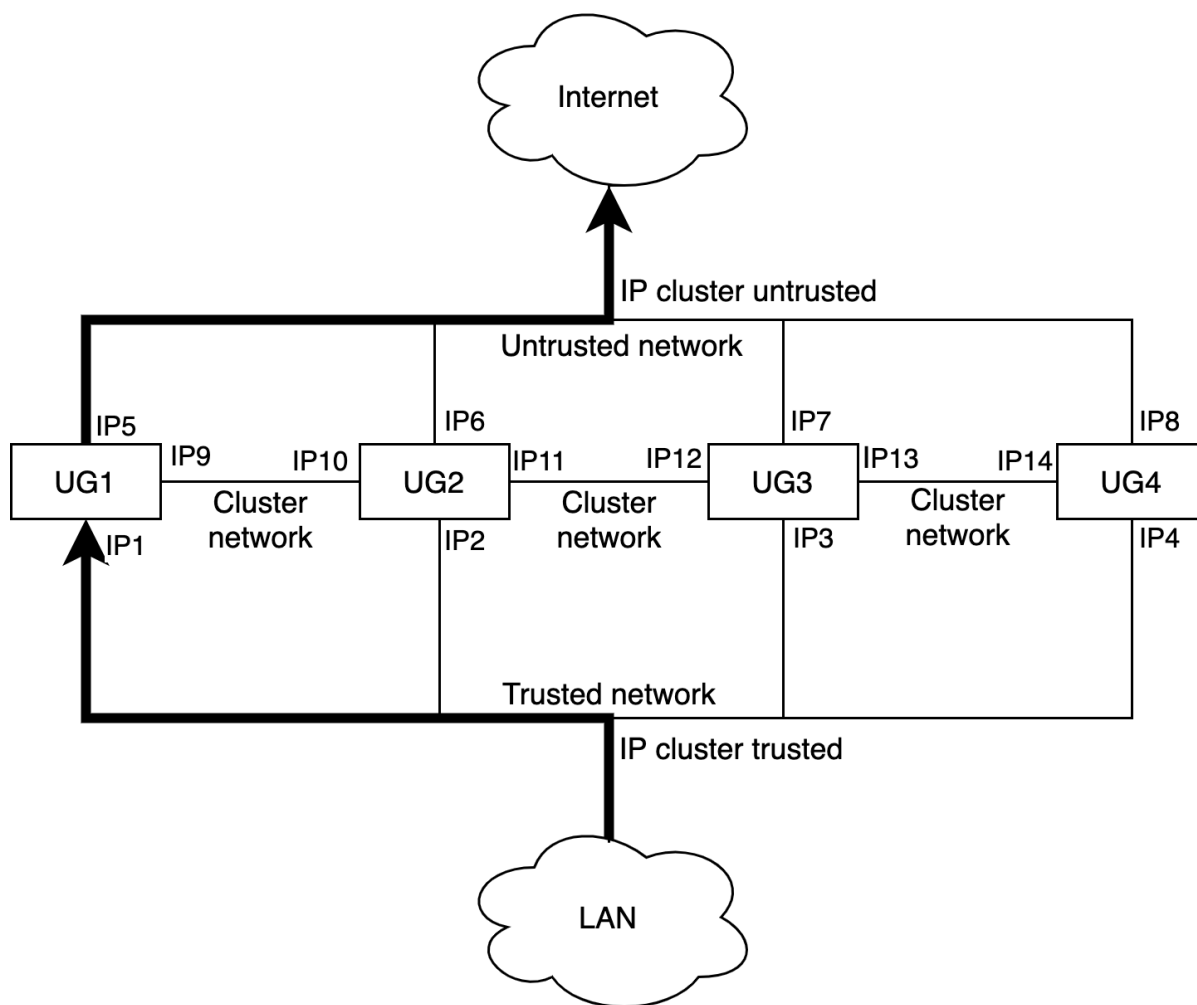 Internet
IP cluster untrusted
Untrusted network
IP5
IP6
IP7
IP8
UG1
IP9
IP10
UG2
IP11
IP12
UG3
IP13
IP14
UG4
Cluster
network
Cluster
network
Cluster
network
IP1
IP2
IP3
IP4
Trusted network
IP cluster trusted
LAN